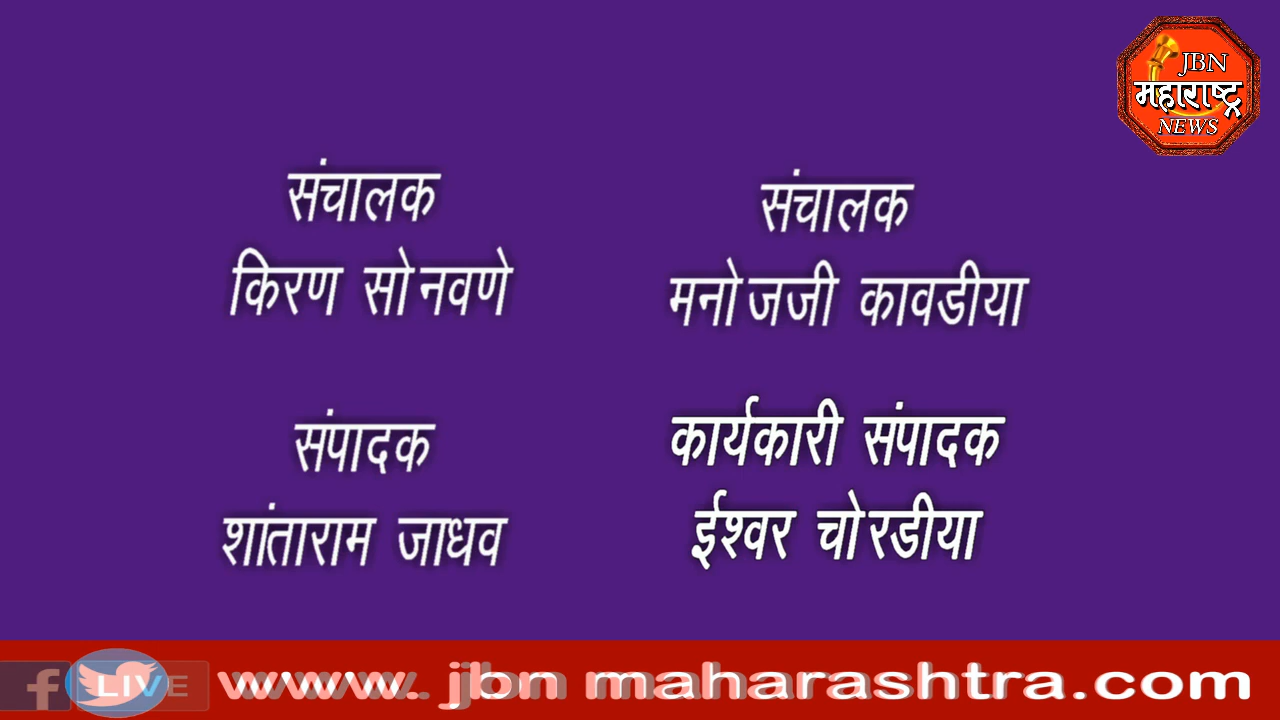 JBN
महाराष्ट्र
NEWS
संचालक
किरण सोनवणे
संचालक
मनोजजी कावडीया
संपादक
शांताराम जाधव
कार्यकारी संपादक
ईश्वर चोरडीया
f LIVE www. jbn maharashtra.com